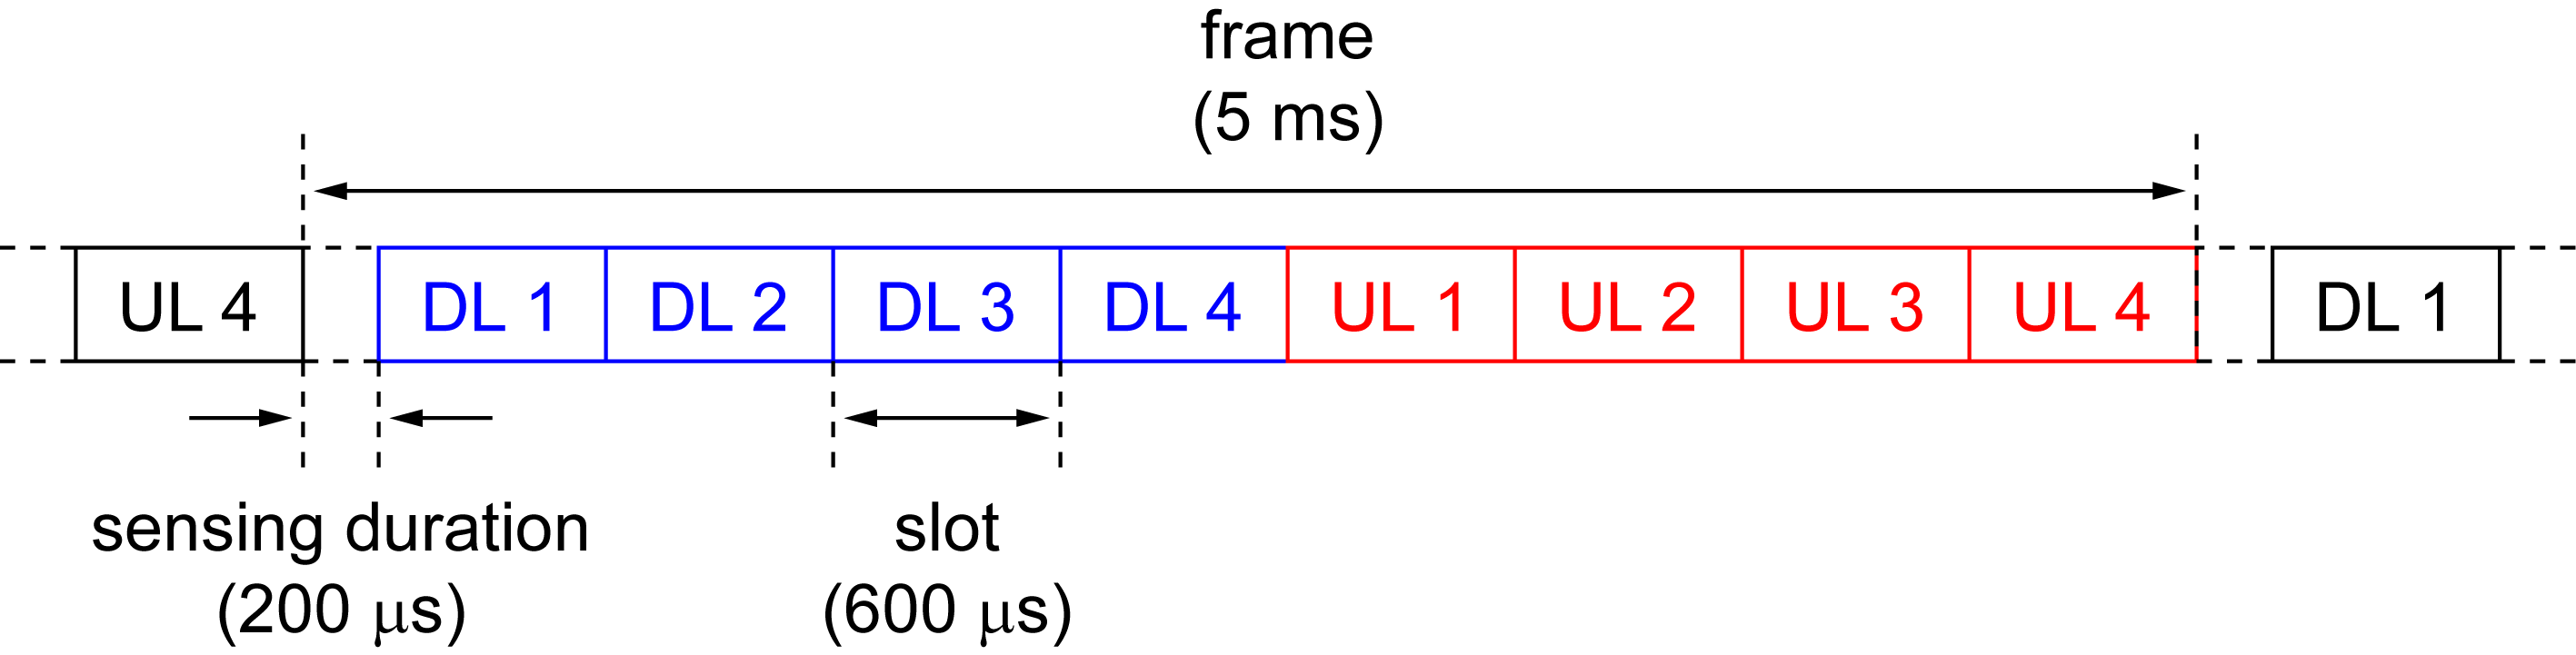 frame
(5 ms)
UL 4 DL 1 DL 2 DL 3 DL 4 UL 1 UL 2 UL 3 UL 4 DL 1
sensing duration
(200 μs)
slot
(600 μs)